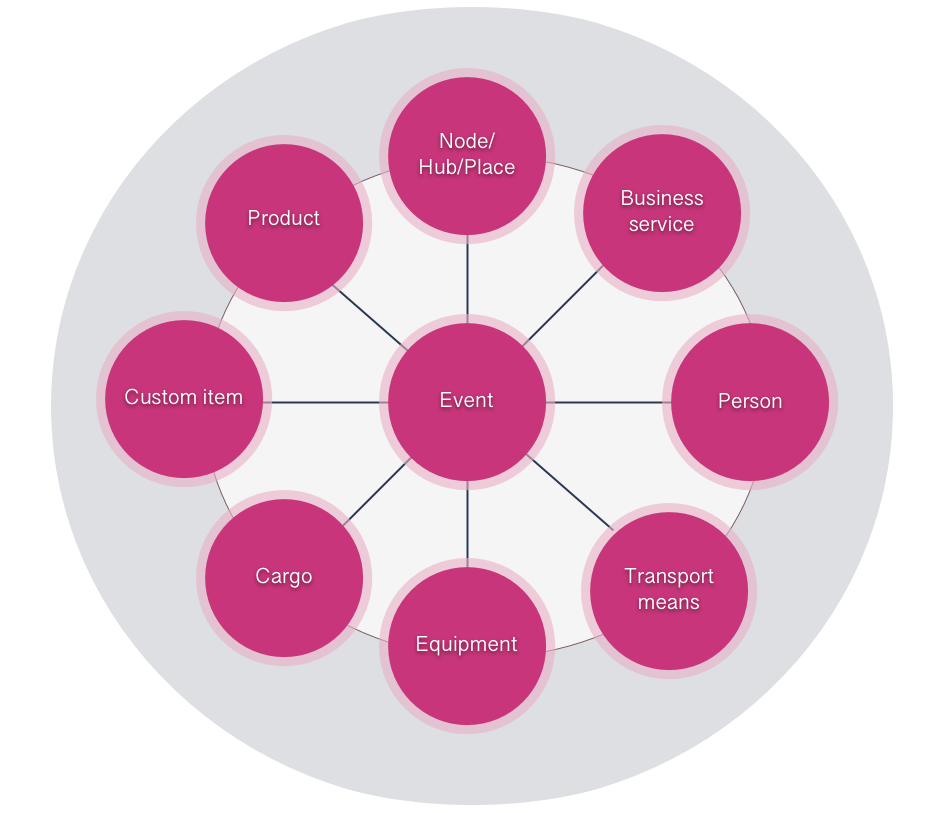 Node/
Hub/Place
Business
service
Product
Custom item
Event
Person
Cargo
Transport
means
Equipment